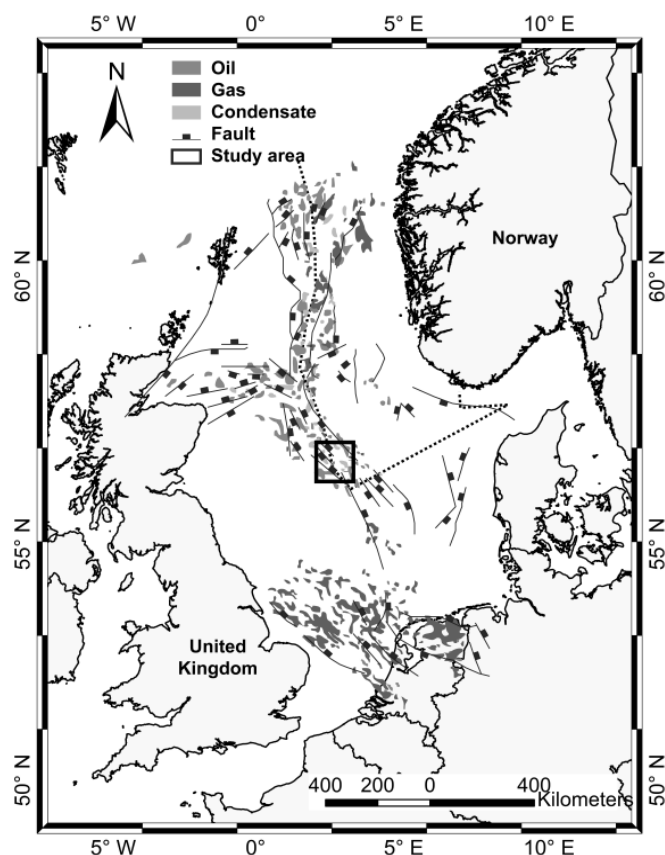 5° W 0° 5° E 10° E
N
Oil
Gas
Condensate
Fault
Study area
Norway
60° N
60° N
55° N
55° N
United
Kingdom
50° N
50° N
400 200 0 400
Kilometers
5° W 0° 5° E 10° E